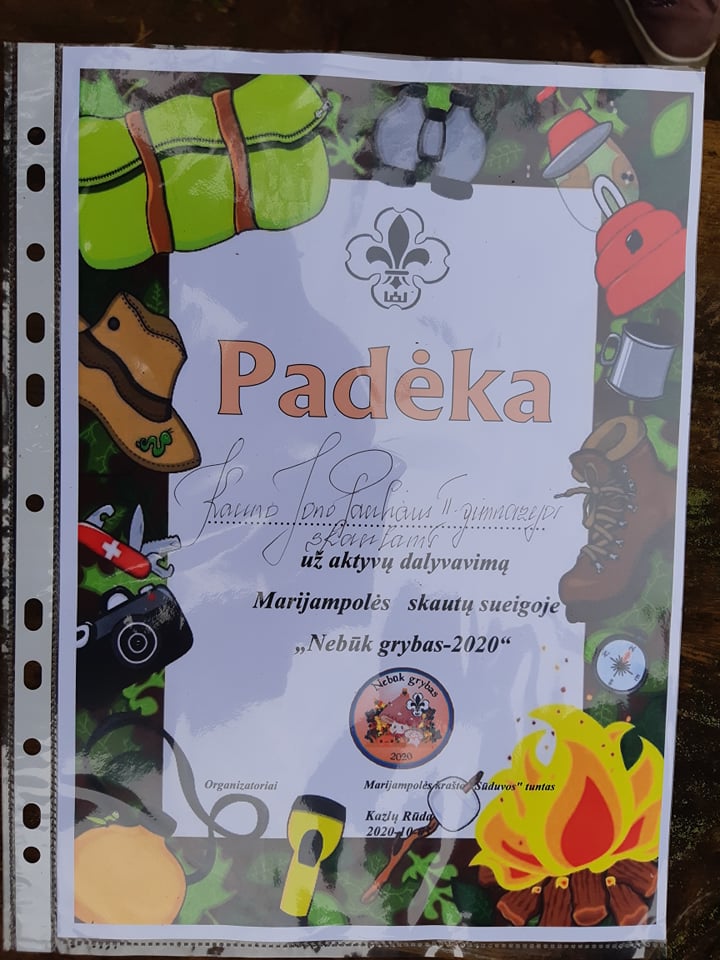 Padėka
Kauno Jono Pauliaus II gimnazijos
skautams
už aktyvų dalyvavimą
Marijampolės skautų sueigoje
„Nebūk grybas-2020“
Nebūk grybas
2020
Organizatoriai Marijampolės krašto "Sūduvos" tuntas
Kazlų Rūda
2020-10